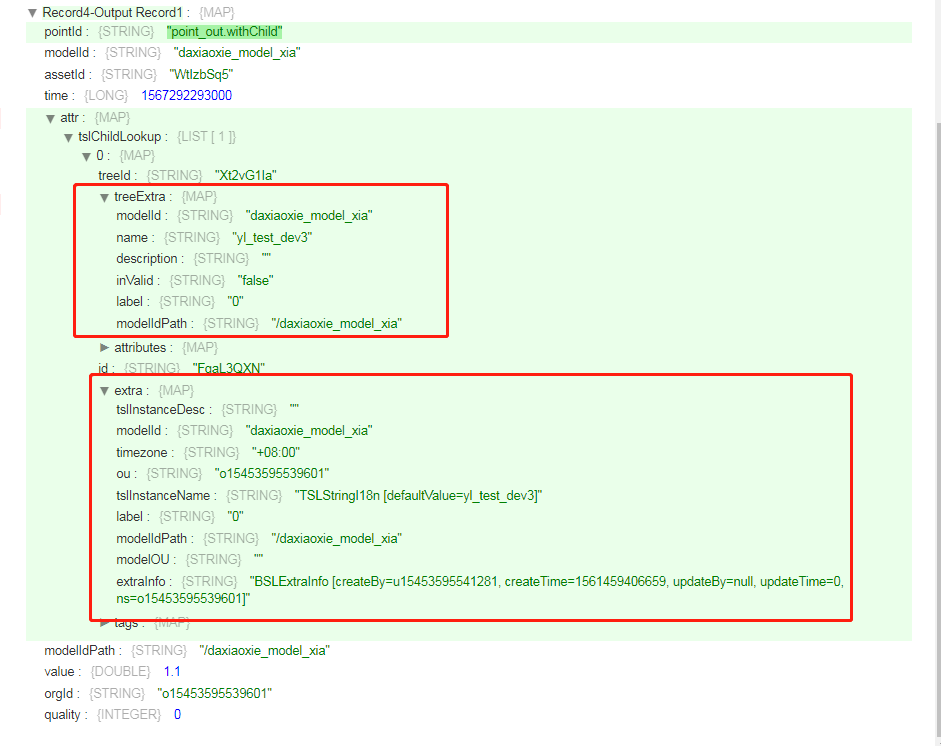 ▼ Record4-Output Record1 : {MAP}
pointId : {STRING} "point_out.withChild"
modelId : {STRING} "daxiaoxie_model_xia"
assetId : {STRING} "WtIzbSq5"
time : {LONG} 1567292293000
▼ attr : {MAP}
▼ tslChildLookup : {LIST [ 1 ]}
▼ 0 : {MAP}
treeId : {STRING} "Xt2vG1Ia"
▼ treeExtra : {MAP}
modelId : {STRING} "daxiaoxie_model_xia"
name : {STRING} "yl_test_dev3"
description : {STRING} ""
inValid : {STRING} "false"
label : {STRING} "0"
modelIdPath : {STRING} "/daxiaoxie_model_xia"
▶ attributes : {MAP}
id : {STRING} "FgaL3QXN"
▼ extra : {MAP}
tslInstanceDesc : {STRING} ""
modelId : {STRING} "daxiaoxie_model_xia"
timezone : {STRING} "+08:00"
ou : {STRING} "o15453595539601"
tslInstanceName : {STRING} "TSLStringI18n [defaultValue=yl_test_dev3]"
label : {STRING} "0"
modelIdPath : {STRING} "/daxiaoxie_model_xia"
modelOU : {STRING} ""
extraInfo : {STRING} "BSLExtraInfo [createBy=u15453595541281, createTime=1561459406659, updateBy=null, updateTime=0,
ns=o15453595539601]"
▶ tags : {MAP}
modelIdPath : {STRING} "/daxiaoxie_model_xia"
value : {DOUBLE} 1.1
orgId : {STRING} "o15453595539601"
quality : {INTEGER} 0